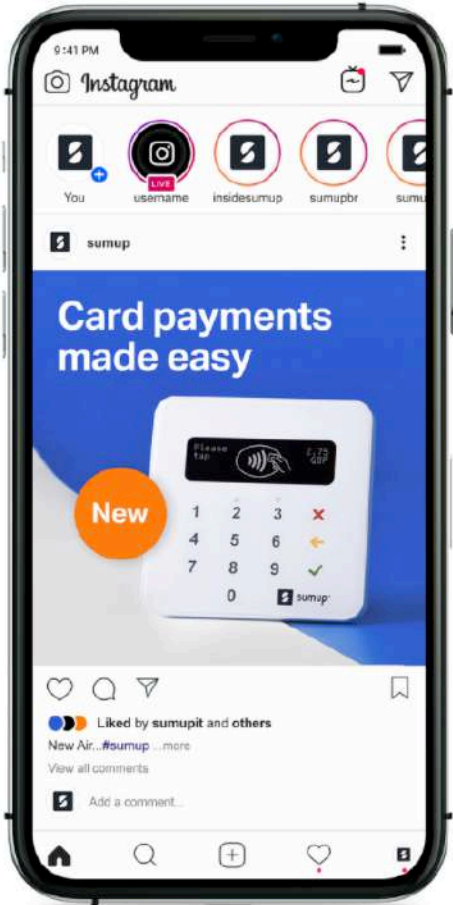 9:41 PM
Instagram
You
LIVE
username
insidesumup
sumupbr
sumu
sumup
Card payments
made easy
Please
tap
GBP
New
1 2 3
4 5 6
7 8 9
0 sumup
Liked by sumupit and others
New Air...#sumup ...more
View all comments
Add a comment...